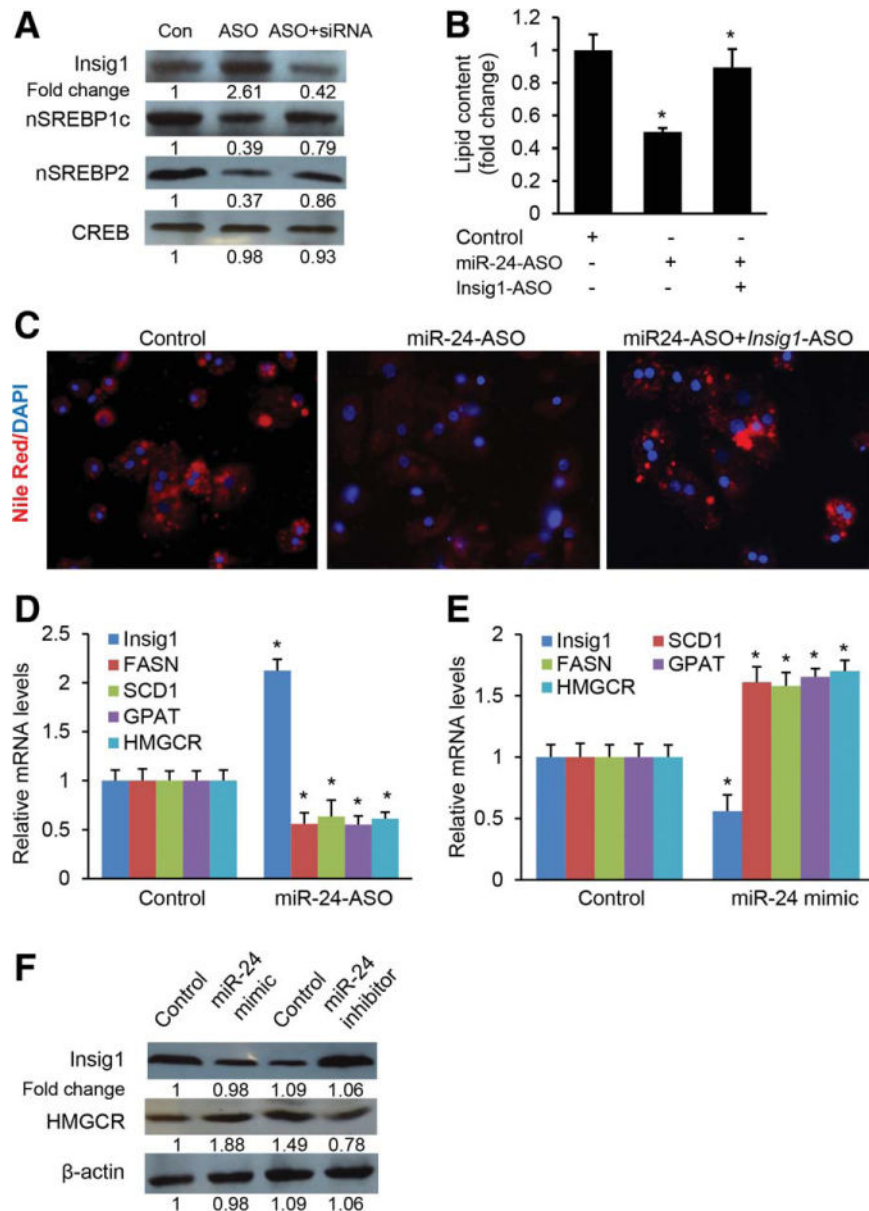 A
Con ASO ASO+siRNA
Insig1
Fold change 1 2.61 0.42
nSREBP1c
1 0.39 0.79
nSREBP2
1 0.37 0.86
CREB
1 0.98 0.93
B
Lipid content
(fold change)
1.2
1
0.8
0.6
0.4
0.2
0
*
*
Control + - -
miR-24-ASO - + +
Insig1-ASO - - +
C
Control miR-24-ASO miR24-ASO+Insig1-ASO
Nile Red/DAPI
D
Relative mRNA levels
2.5
2
1.5
1
0.5
0
Insig1
FASN
SCD1
GPAT
HMGCR
*
* * * *
Control miR-24-ASO
E
Relative mRNA levels
2
1.5
1
0.5
0
Insig1 SCD1
FASN GPAT
HMGCR
* * * *
*
Control miR-24 mimic
F
Control
miR-24
mimic
Control
miR-24
inhibitor
Insig1
Fold change 1 0.98 1.09 1.06
HMGCR
1 1.88 1.49 0.78
β-actin
1 0.98 1.09 1.06